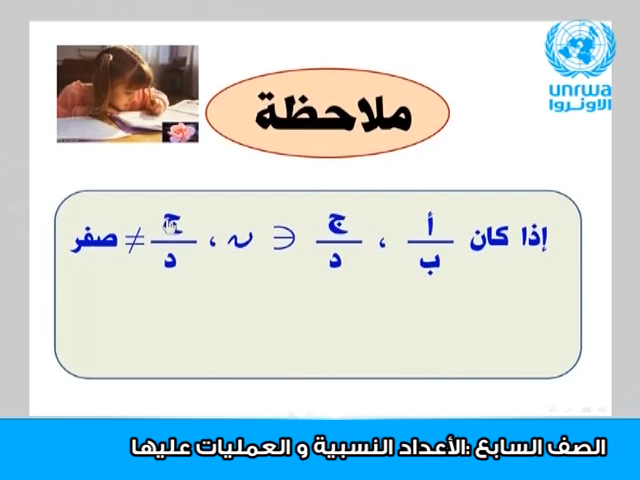 unrwa
الأونروا
ملاحظة
إذا كان أ/ب ، ج/د ∈ ن ، ج/د ≠ صفر
الصف السابع :الأعداد النسبية و العمليات عليها